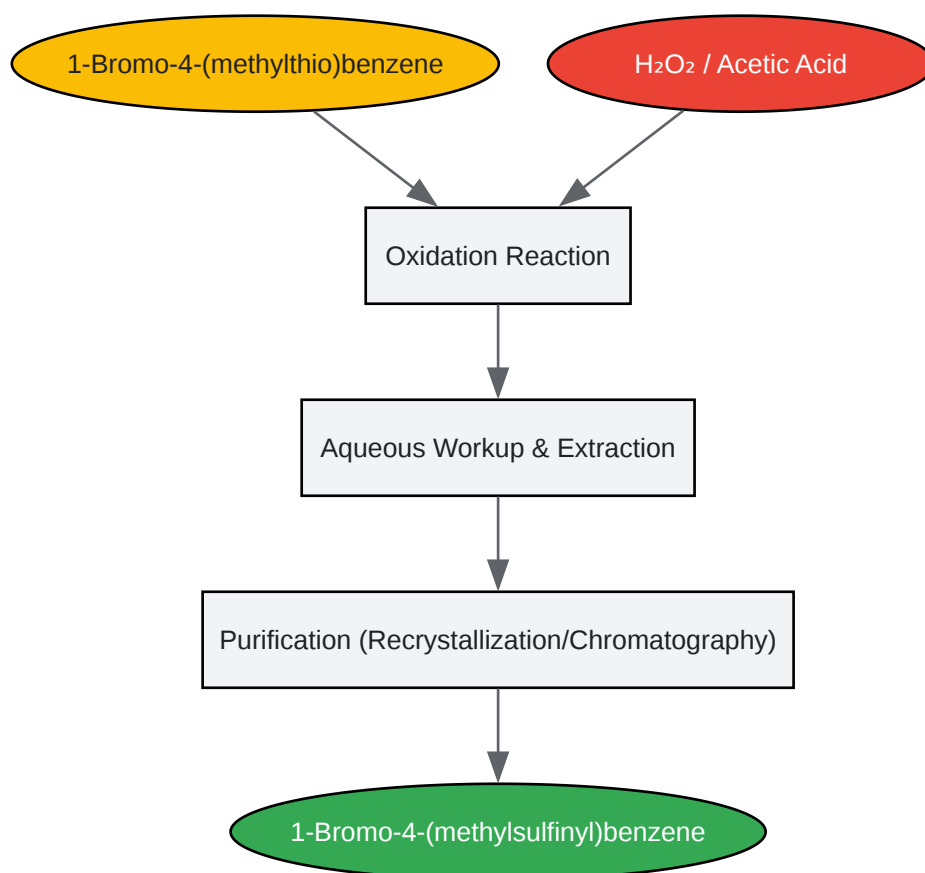 1-Bromo-4-(methylthio)benzene
H₂O₂ / Acetic Acid
Oxidation Reaction
Aqueous Workup & Extraction
Purification (Recrystallization/Chromatography)
1-Bromo-4-(methylsulfinyl)benzene